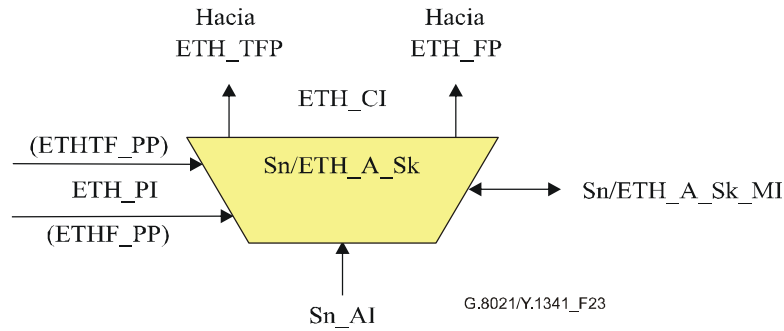 Hacia
ETH_TFP
Hacia
ETH_FP
ETH_CI
(ETHTF_PP)
Sn/ETH_A_Sk
ETH_PI
Sn/ETH_A_Sk_MI
(ETHF_PP)
Sn_AI
G.8021/Y.1341_F23